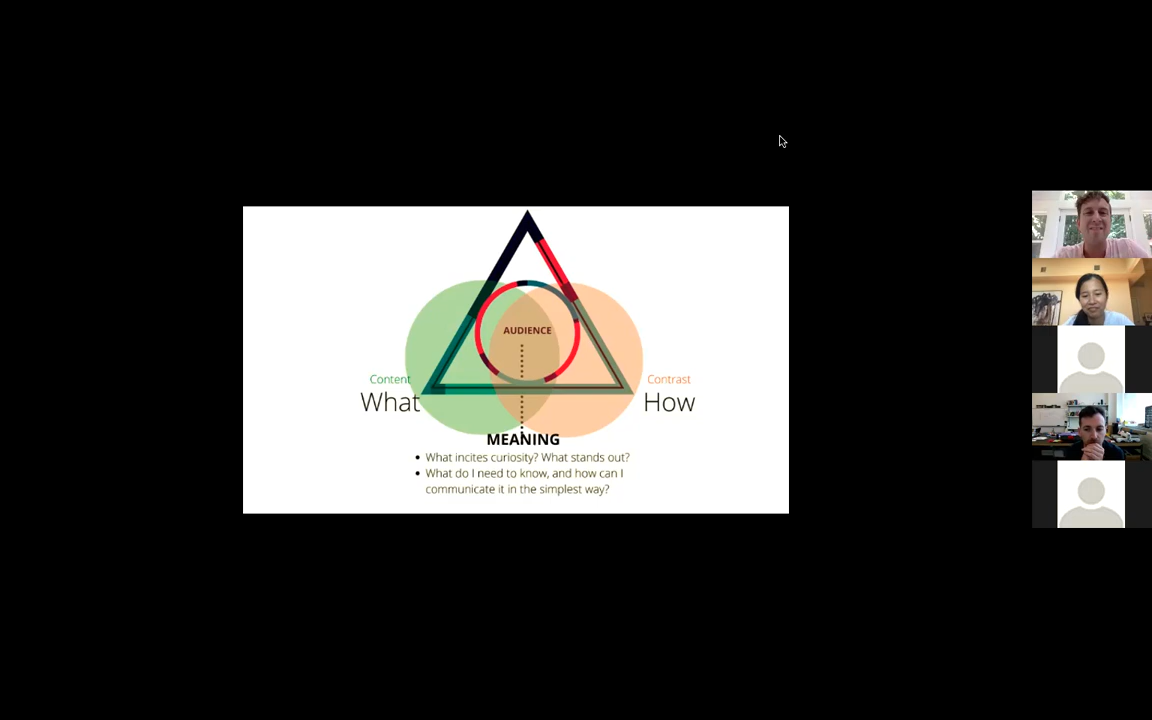 AUDIENCE
Content
What
Contrast
How
MEANING
• What incites curiosity? What stands out?
• What do I need to know, and how can I
communicate it in the simplest way?